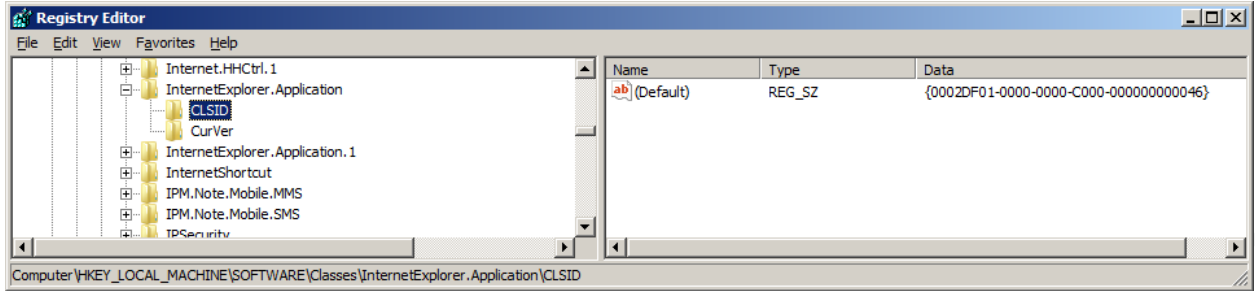 Registry Editor
File Edit View Favorites Help
Internet.HHCtrl.1
InternetExplorer.Application
CLSID
CurVer
InternetExplorer.Application.1
InternetShortcut
IPM.Note.Mobile.MMS
IPM.Note.Mobile.SMS
IPSecurity
Name Type Data
ab (Default) REG_SZ {0002DF01-0000-0000-C000-000000000046}
Computer\HKEY_LOCAL_MACHINE\SOFTWARE\Classes\InternetExplorer.Application\CLSID